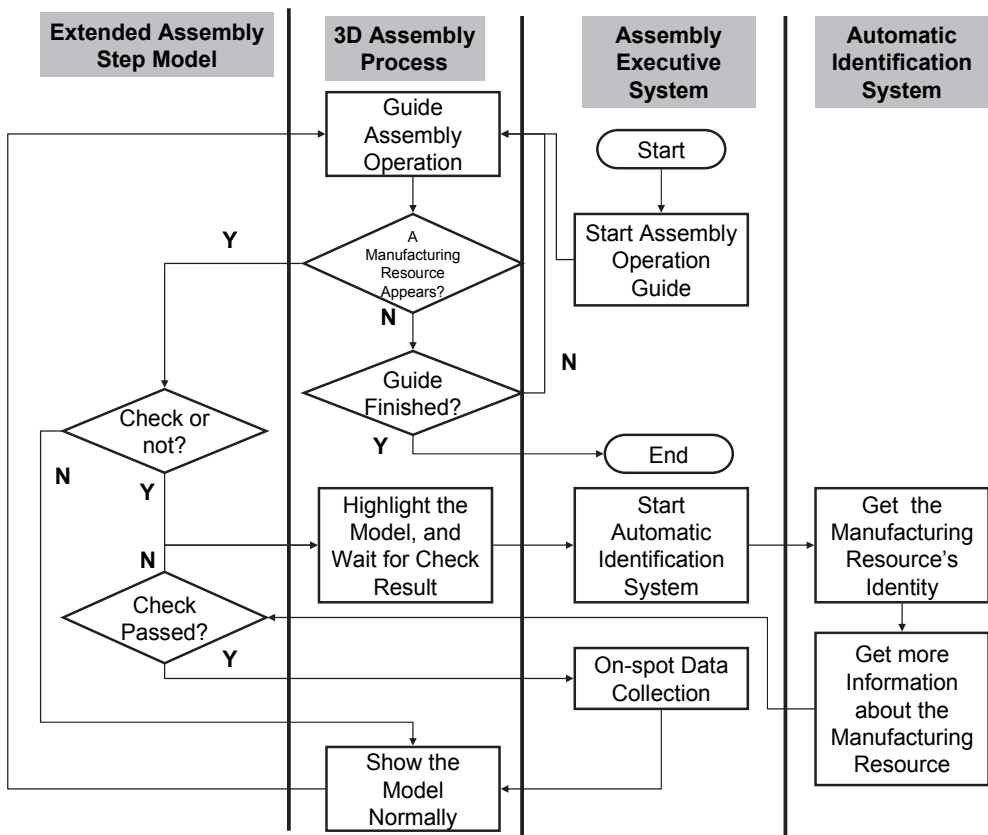 Extended Assembly
Step Model
3D Assembly
Process
Assembly
Executive
System
Automatic
Identification
System
Guide
Assembly
Operation
Start
Y
A
Manufacturing
Resource
Appears?
Start Assembly
Operation
Guide
N
N
Guide
Finished?
Check or
not?
Y
End
N
Y
Highlight the
Model, and
Wait for Check
Result
Start
Automatic
Identification
System
Get the
Manufacturing
Resource's
Identity
N
Check
Passed?
Y
On-spot Data
Collection
Get more
Information
about the
Manufacturing
Resource
Show the
Model
Normally